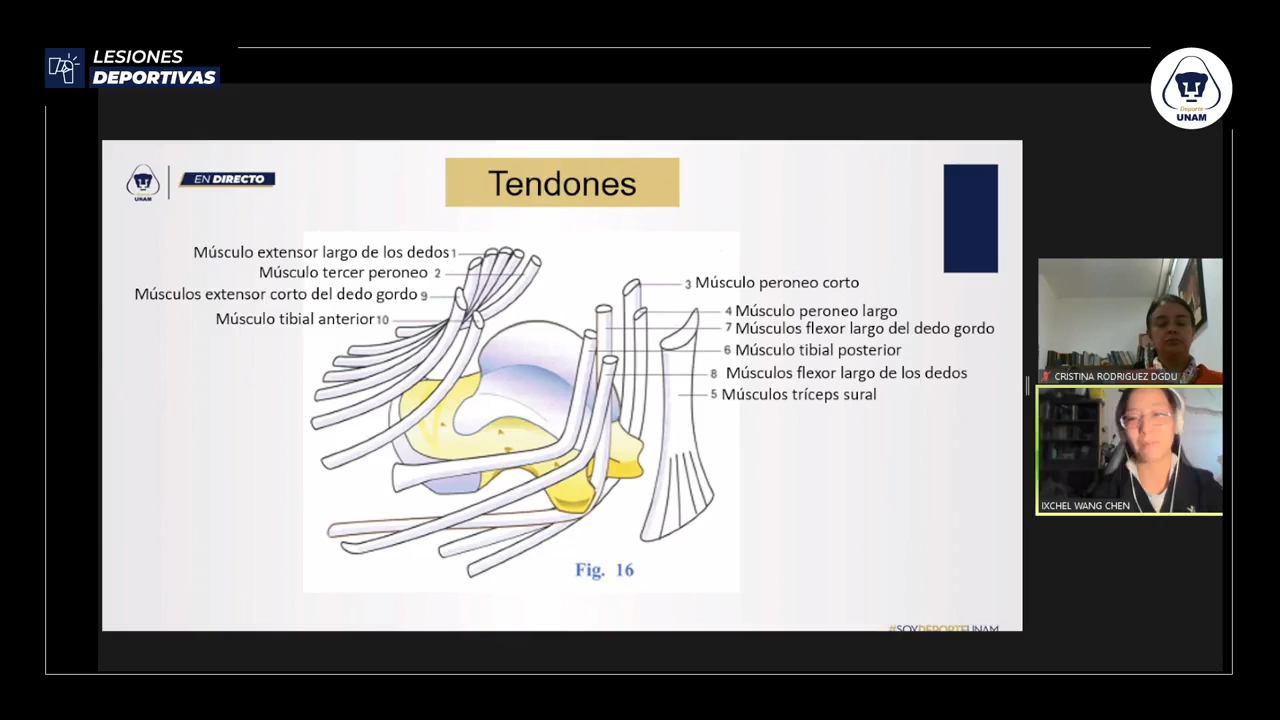 LESIONES
DEPORTIVAS
Deporte
UNAM
UNAM
EN DIRECTO
Tendones
Músculo extensor largo de los dedos 1
Músculo tercer peroneo 2
Músculos extensor corto del dedo gordo 9
Músculo tibial anterior 10
3 Músculo peroneo corto
4 Músculo peroneo largo
7 Músculos flexor largo del dedo gordo
6 Músculo tibial posterior
8 Músculos flexor largo de los dedos
5 Músculos tríceps sural
Fig. 16
#SOYDEPORTEUNAM
CRISTINA RODRIGUEZ DGDU
IXCHEL WANG CHEN